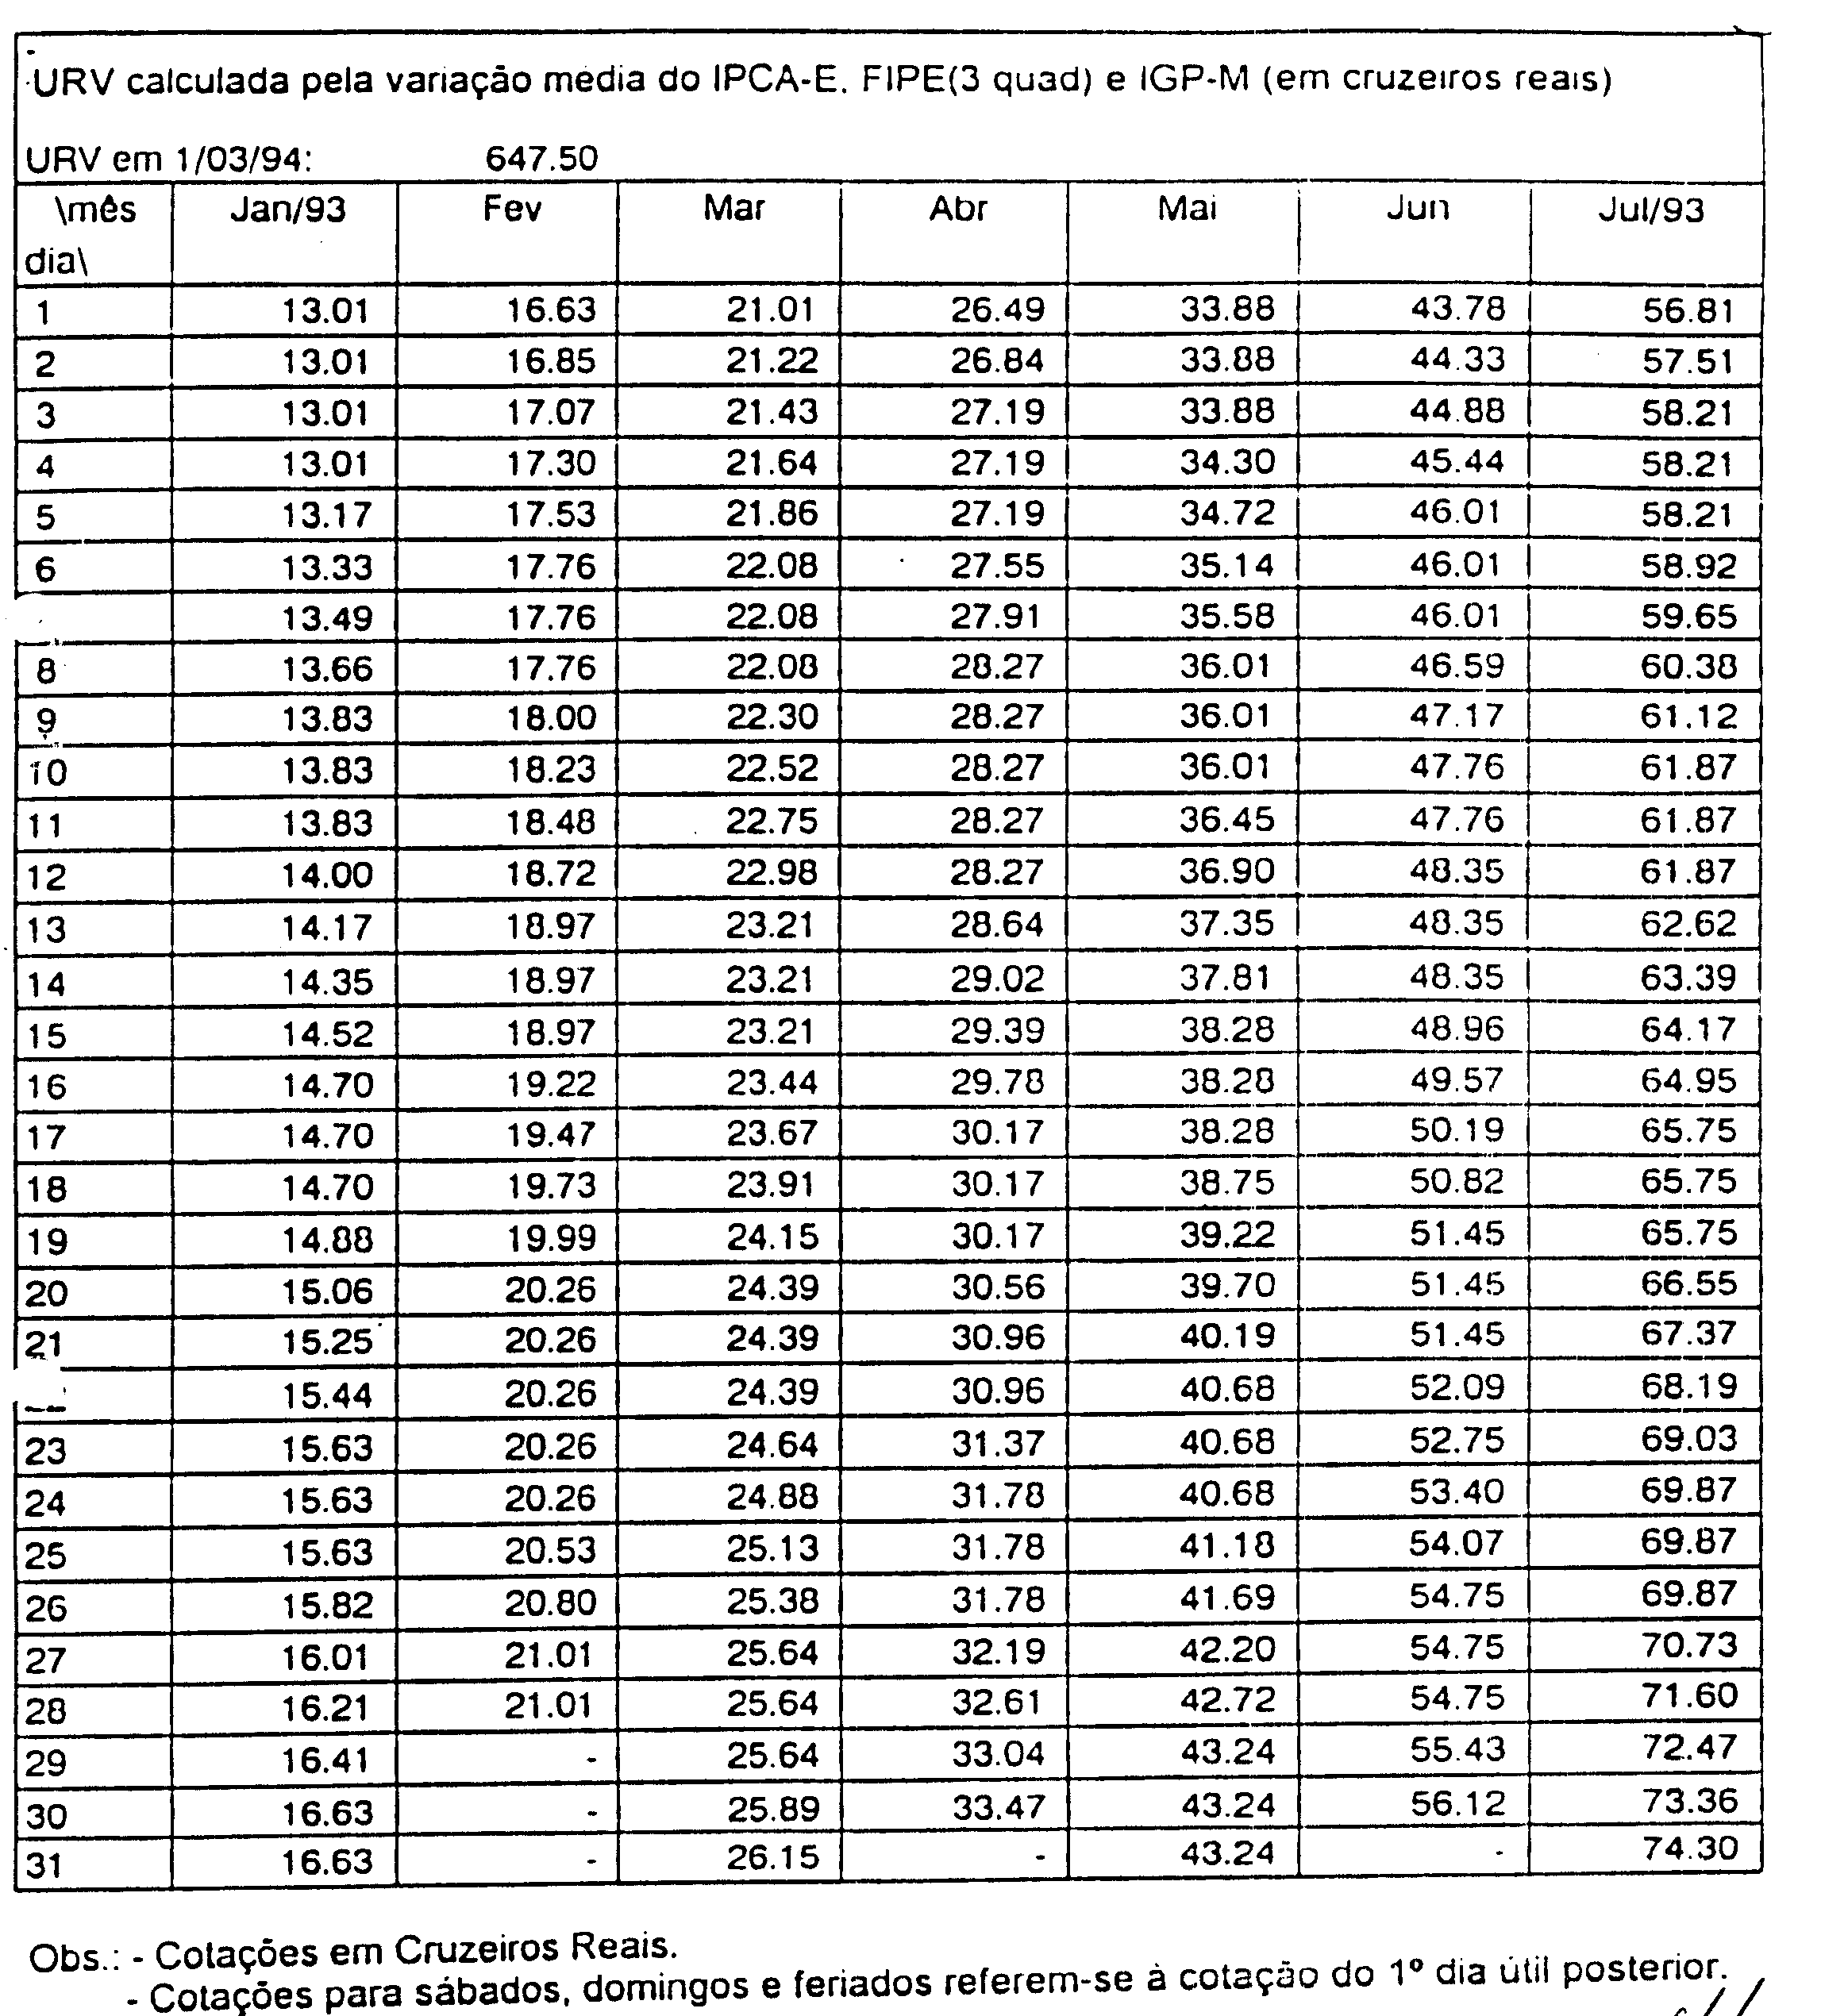 URV calculada pela variação média do IPCA-E. FIPE(3 quad) e IGP-M (em cruzeiros reais)
URV em 1/03/94: 647.50
\mês Jan/93 Fev Mar Abr Mai Jun Jul/93
dia\
1 13.01 16.63 21.01 26.49 33.88 43.78 56.81
2 13.01 16.85 21.22 26.84 33.88 44.33 57.51
3 13.01 17.07 21.43 27.19 33.88 44.88 58.21
4 13.01 17.30 21.64 27.19 34.30 45.44 58.21
5 13.17 17.53 21.86 27.19 34.72 46.01 58.21
6 13.33 17.76 22.08 27.55 35.14 46.01 58.92
13.49 17.76 22.08 27.91 35.58 46.01 59.65
8 13.66 17.76 22.08 28.27 36.01 46.59 60.38
9 13.83 18.00 22.30 28.27 36.01 47.17 61.12
10 13.83 18.23 22.52 28.27 36.01 47.76 61.87
11 13.83 18.48 22.75 28.27 36.45 47.76 61.87
12 14.00 18.72 22.98 28.27 36.90 48.35 61.87
13 14.17 18.97 23.21 28.64 37.35 48.35 62.62
14 14.35 18.97 23.21 29.02 37.81 48.35 63.39
15 14.52 18.97 23.21 29.39 38.28 48.96 64.17
16 14.70 19.22 23.44 29.78 38.28 49.57 64.95
17 14.70 19.47 23.67 30.17 38.28 50.19 65.75
18 14.70 19.73 23.91 30.17 38.75 50.82 65.75
19 14.88 19.99 24.15 30.17 39.22 51.45 65.75
20 15.06 20.26 24.39 30.56 39.70 51.45 66.55
21 15.25 20.26 24.39 30.96 40.19 51.45 67.37
15.44 20.26 24.39 30.96 40.68 52.09 68.19
23 15.63 20.26 24.64 31.37 40.68 52.75 69.03
24 15.63 20.26 24.88 31.78 40.68 53.40 69.87
25 15.63 20.53 25.13 31.78 41.18 54.07 69.87
26 15.82 20.80 25.38 31.78 41.69 54.75 69.87
27 16.01 21.01 25.64 32.19 42.20 54.75 70.73
28 16.21 21.01 25.64 32.61 42.72 54.75 71.60
29 16.41 - 25.64 33.04 43.24 55.43 72.47
30 16.63 - 25.89 33.47 43.24 56.12 73.36
31 16.63 - 26.15 - 43.24 - 74.30
Obs.: - Cotações em Cruzeiros Reais.
- Cotações para sábados, domingos e feriados referem-se à cotação do 1º dia útil posterior.